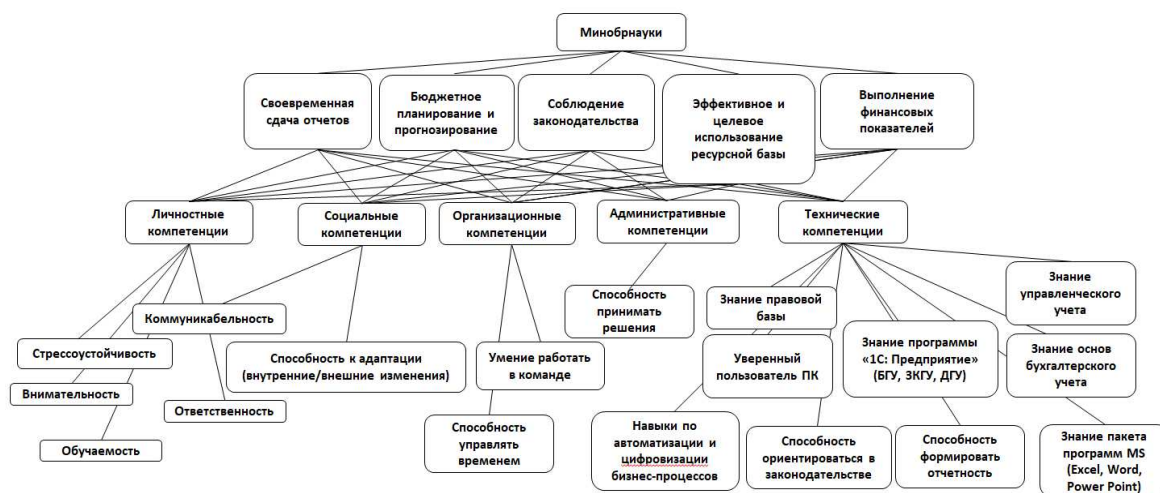 Минобрнауки
Своевременная
сдача отчетов
Бюджетное
планирование и
прогнозирование
Соблюдение
законодательства
Эффективное и
целевое
использование
ресурсной базы
Выполнение
финансовых
показателей
Личностные
компетенции
Социальные
компетенции
Организационные
компетенции
Административные
компетенции
Технические
компетенции
Коммуникабельность
Стрессоустойчивость
Внимательность
Ответственность
Обучаемость
Способность к адаптации
(внутренние/внешние изменения)
Умение работать
в команде
Способность
управлять
временем
Способность
принимать
решения
Знание правовой
базы
Уверенный
пользователь ПК
Навыки по
автоматизации и
цифровизации
бизнес-процессов
Способность
ориентироваться в
законодательстве
Знание программы
«1С: Предприятие»
(БГУ, ЗКГУ, ДГУ)
Способность
формировать
отчетность
Знание
управленческого
учета
Знание основ
бухгалтерского
учета
Знание пакета
программ MS
(Excel, Word,
Power Point)